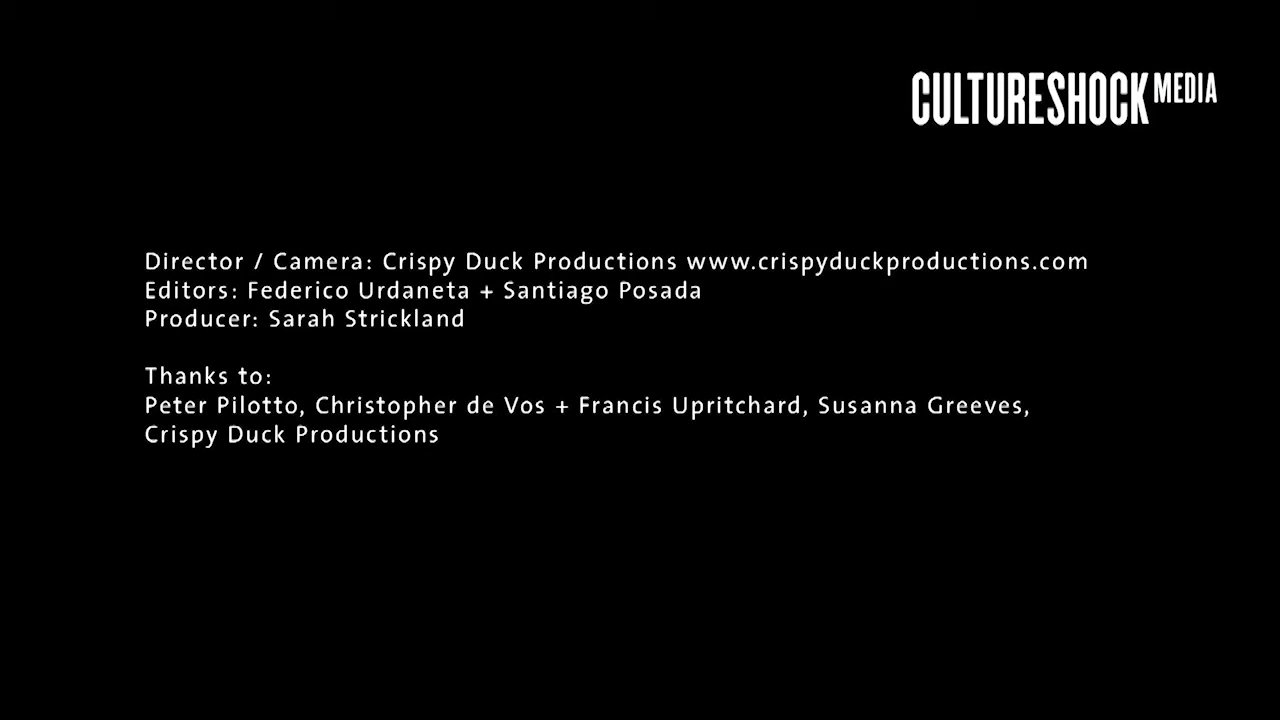 CULTURESHOCK MEDIA
Director / Camera: Crispy Duck Productions www.crispyduckproductions.com
Editors: Federico Urdaneta + Santiago Posada
Producer: Sarah Strickland
Thanks to:
Peter Pilotto, Christopher de Vos + Francis Upritchard, Susanna Greeves,
Crispy Duck Productions